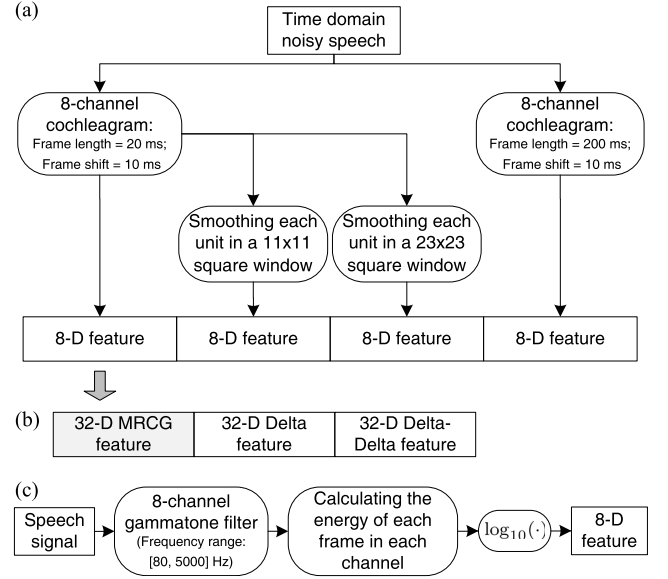 (a)
Time domain
noisy speech
8-channel
cochleagram:
Frame length = 20 ms;
Frame shift = 10 ms
8-channel
cochleagram:
Frame length = 200 ms;
Frame shift = 10 ms
Smoothing each
unit in a 11x11
square window
Smoothing each
unit in a 23x23
square window
8-D feature
8-D feature
8-D feature
8-D feature
(b)
32-D MRCG
feature
32-D Delta
feature
32-D Delta-
Delta feature
(c)
Speech
signal
8-channel
gammatone filter
(Frequency range:
[80, 5000] Hz)
Calculating the
energy of each
frame in each
channel
log₁₀(·)
8-D
feature